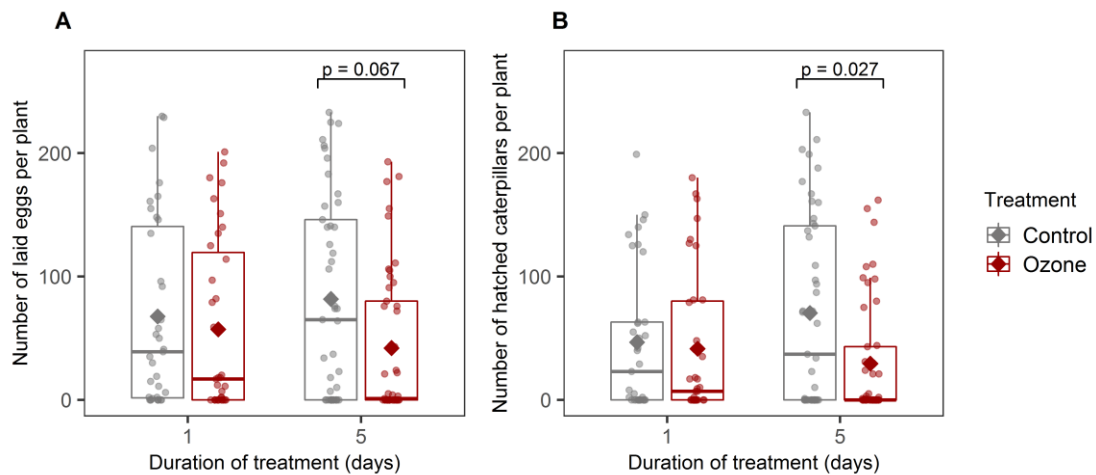 A
B
Number of laid eggs per plant
200
100
0
p = 0.067
1
5
Duration of treatment (days)
Number of hatched caterpillars per plant
200
100
0
p = 0.027
1
5
Duration of treatment (days)
Treatment
Control
Ozone